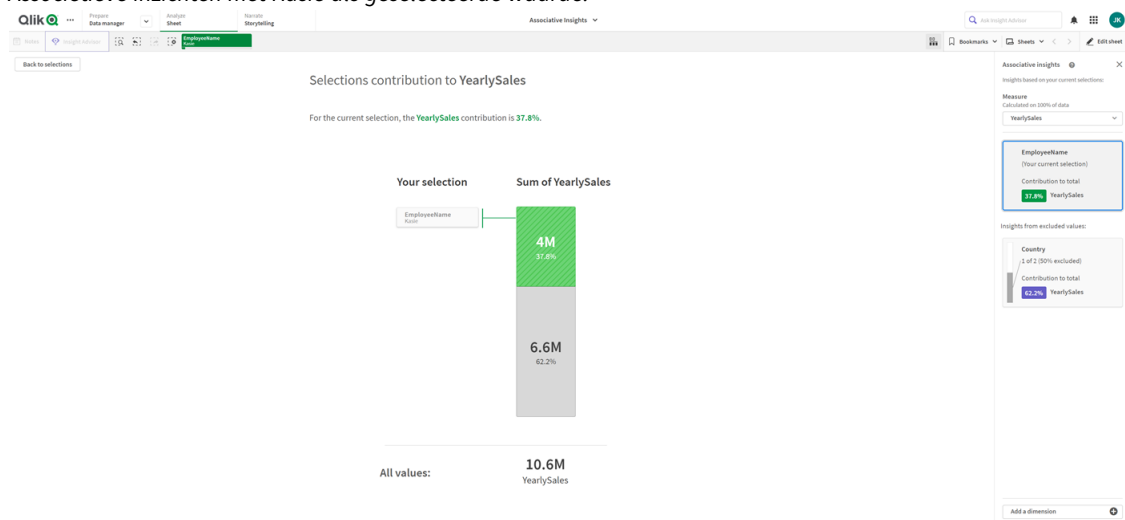 Associatieve inzichten met Kasie als geselecteerde waarde.
Qlik
Prepare
Data manager
Analyze
Sheet
Narrate
Storytelling
Associative Insights
Ask Insight Advisor
JK
Notes
Insight Advisor
EmployeeName
Kasie
Bookmarks
Sheets
Edit sheet
Back to selections
Selections contribution to YearlySales
For the current selection, the YearlySales contribution is 37.8%.
Your selection
Sum of YearlySales
EmployeeName
Kasie
4M
37.8%
6.6M
62.2%
All values:
10.6M
YearlySales
Associative insights
Insights based on your current selections:
Measure
Calculated on 100% of data
YearlySales
EmployeeName
(Your current selection)
Contribution to total
37.8% YearlySales
Insights from excluded values:
Country
1 of 2 (50% excluded)
Contribution to total
62.2% YearlySales
Add a dimension